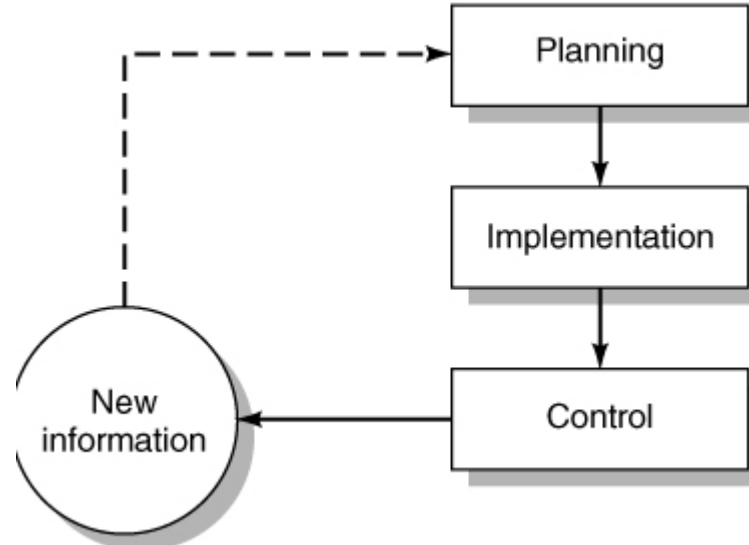 Planning
Implementation
Control
New
information